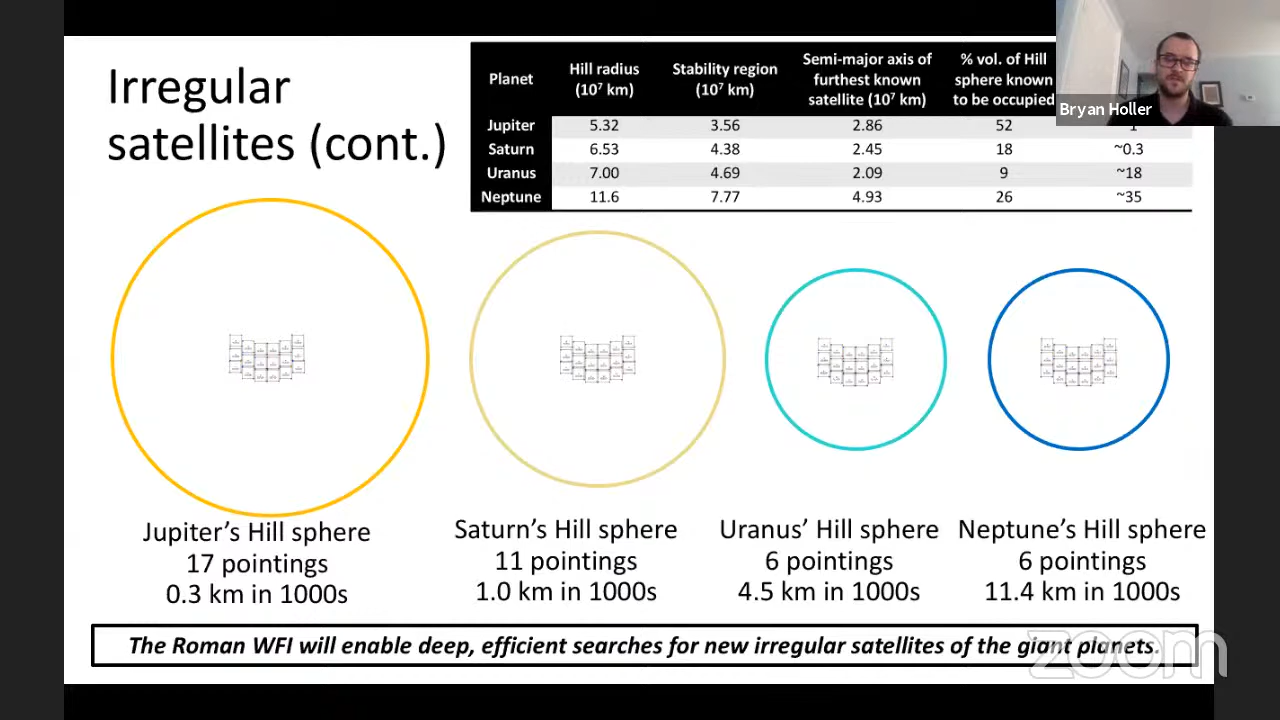 Irregular
satellites (cont.)
Planet
Hill radius
(10⁷ km)
Stability region
(10⁷ km)
Semi-major axis of
furthest known
satellite (10⁷ km)
% vol. of Hill
sphere known
to be occupied
Jupiter 5.32 3.56 2.86 52
Saturn 6.53 4.38 2.45 18 ~0.3
Uranus 7.00 4.69 2.09 9 ~18
Neptune 11.6 7.77 4.93 26 ~35
Bryan Holler
Jupiter's Hill sphere
17 pointings
0.3 km in 1000s
Saturn's Hill sphere
11 pointings
1.0 km in 1000s
Uranus' Hill sphere
6 pointings
4.5 km in 1000s
Neptune's Hill sphere
6 pointings
11.4 km in 1000s
The Roman WFI will enable deep, efficient searches for new irregular satellites of the giant planets.
zoom